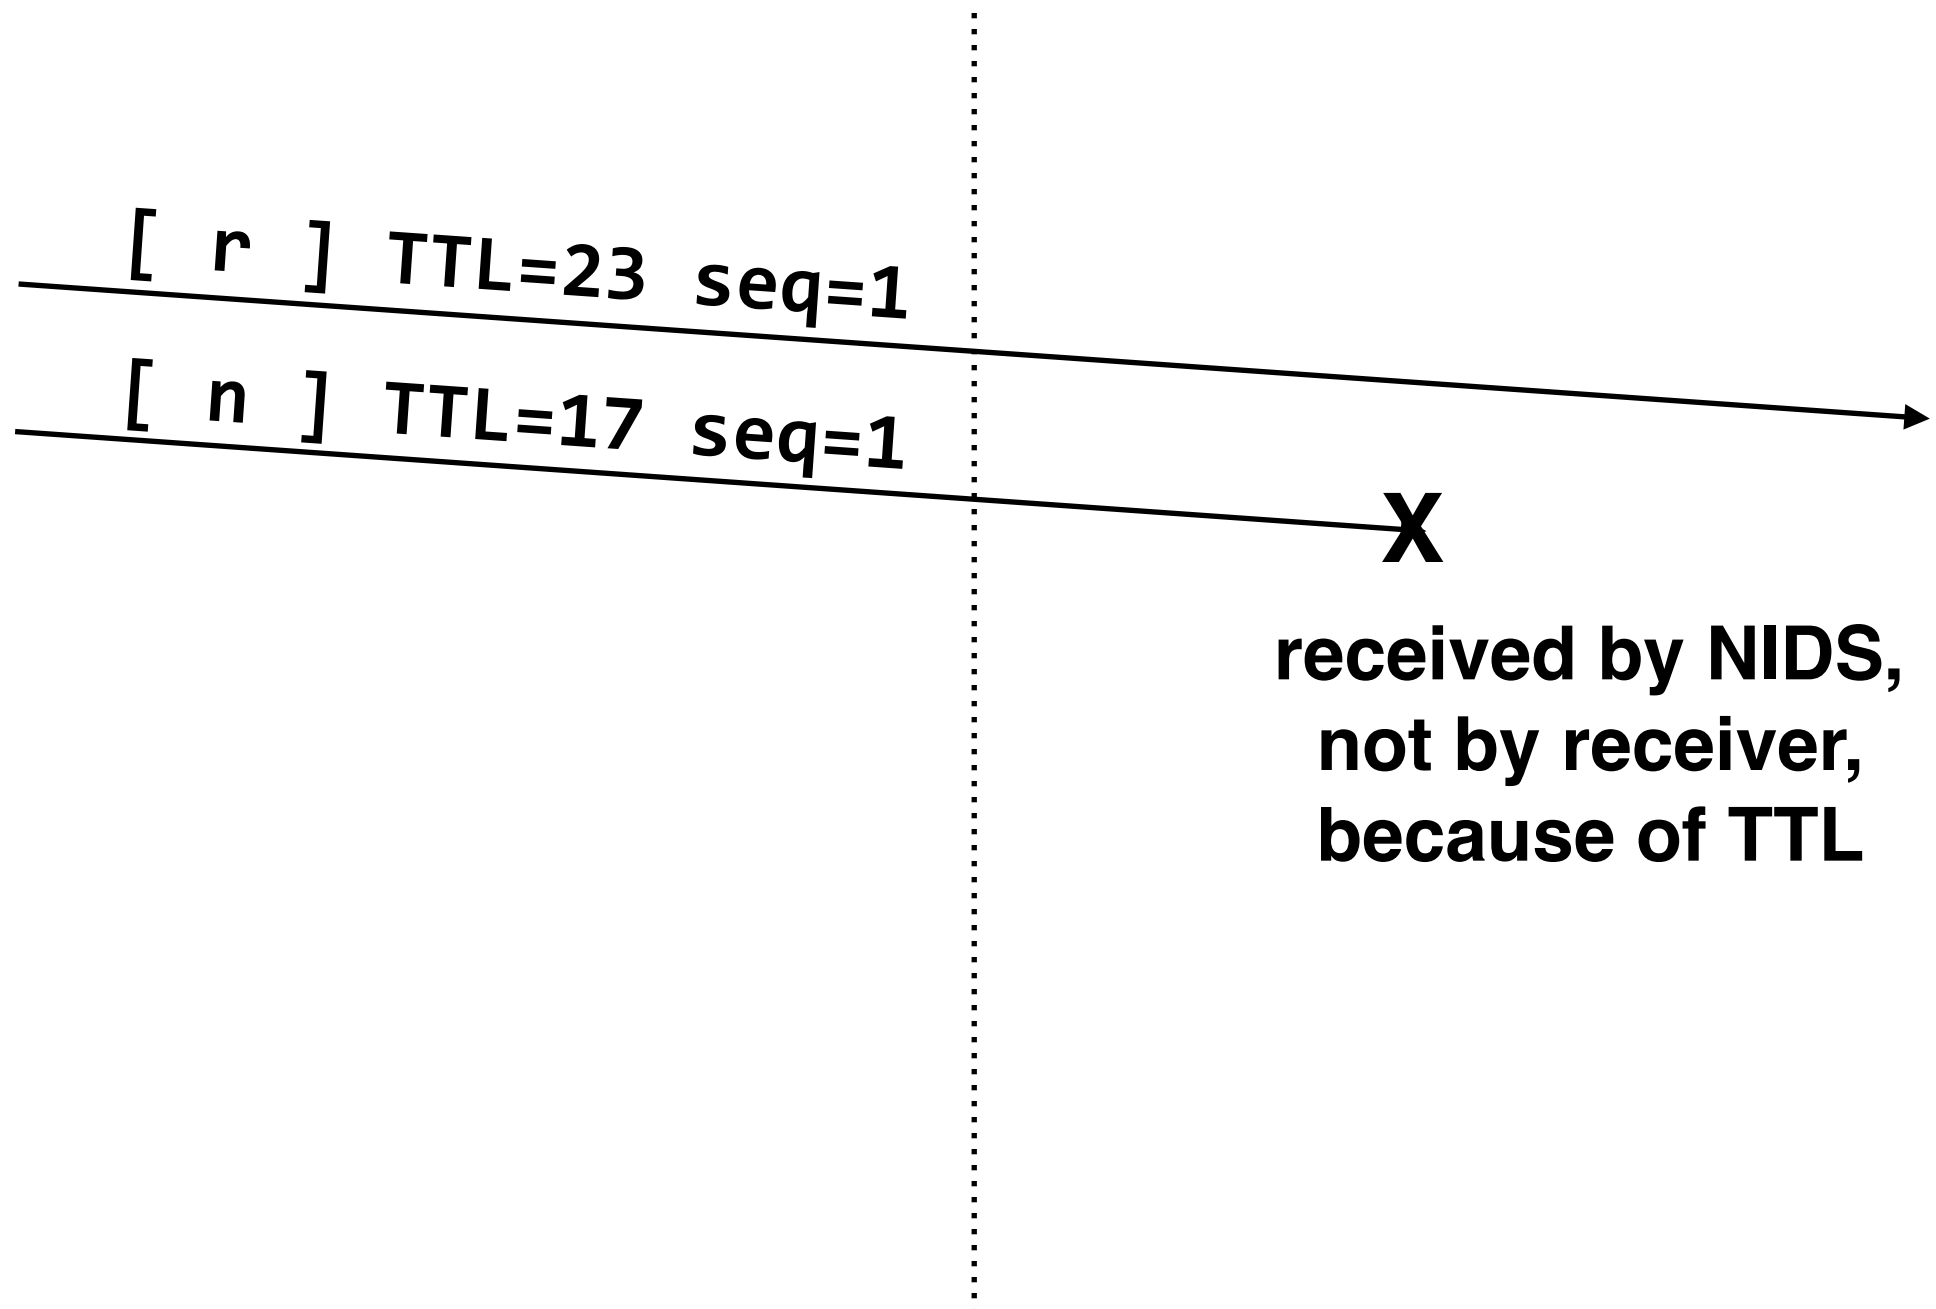 [ r ] TTL=23 seq=1
[ n ] TTL=17 seq=1
X
received by NIDS,
not by receiver,
because of TTL